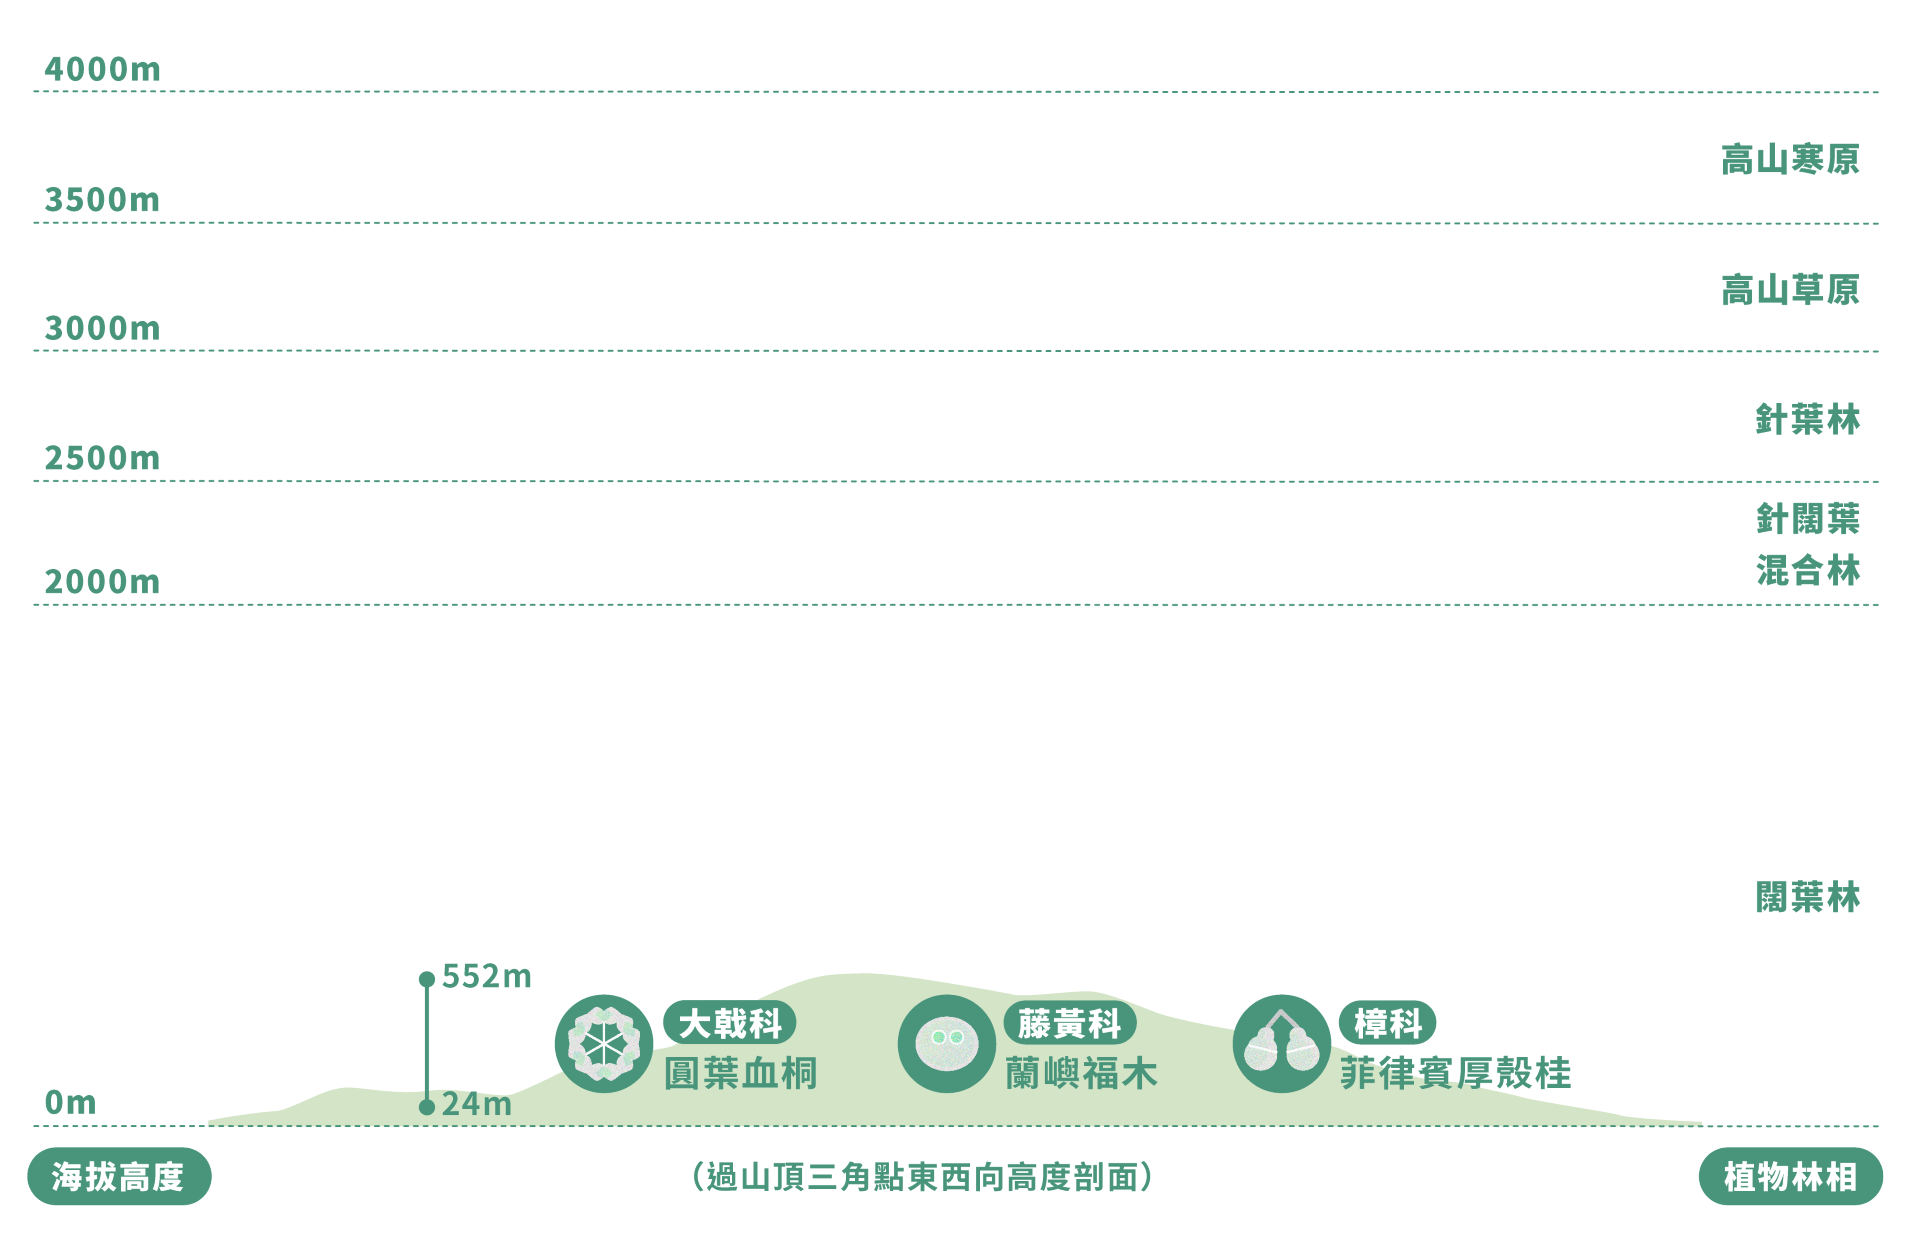 4000m
高山寒原
3500m
高山草原
3000m
針葉林
2500m
針闊葉
混合林
2000m
闊葉林
552m
大戟科
圓葉血桐
藤黃科
蘭嶼福木
樟科
菲律賓厚殼桂
24m
0m
海拔高度
（過山頂三角點東西向高度剖面）
植物林相